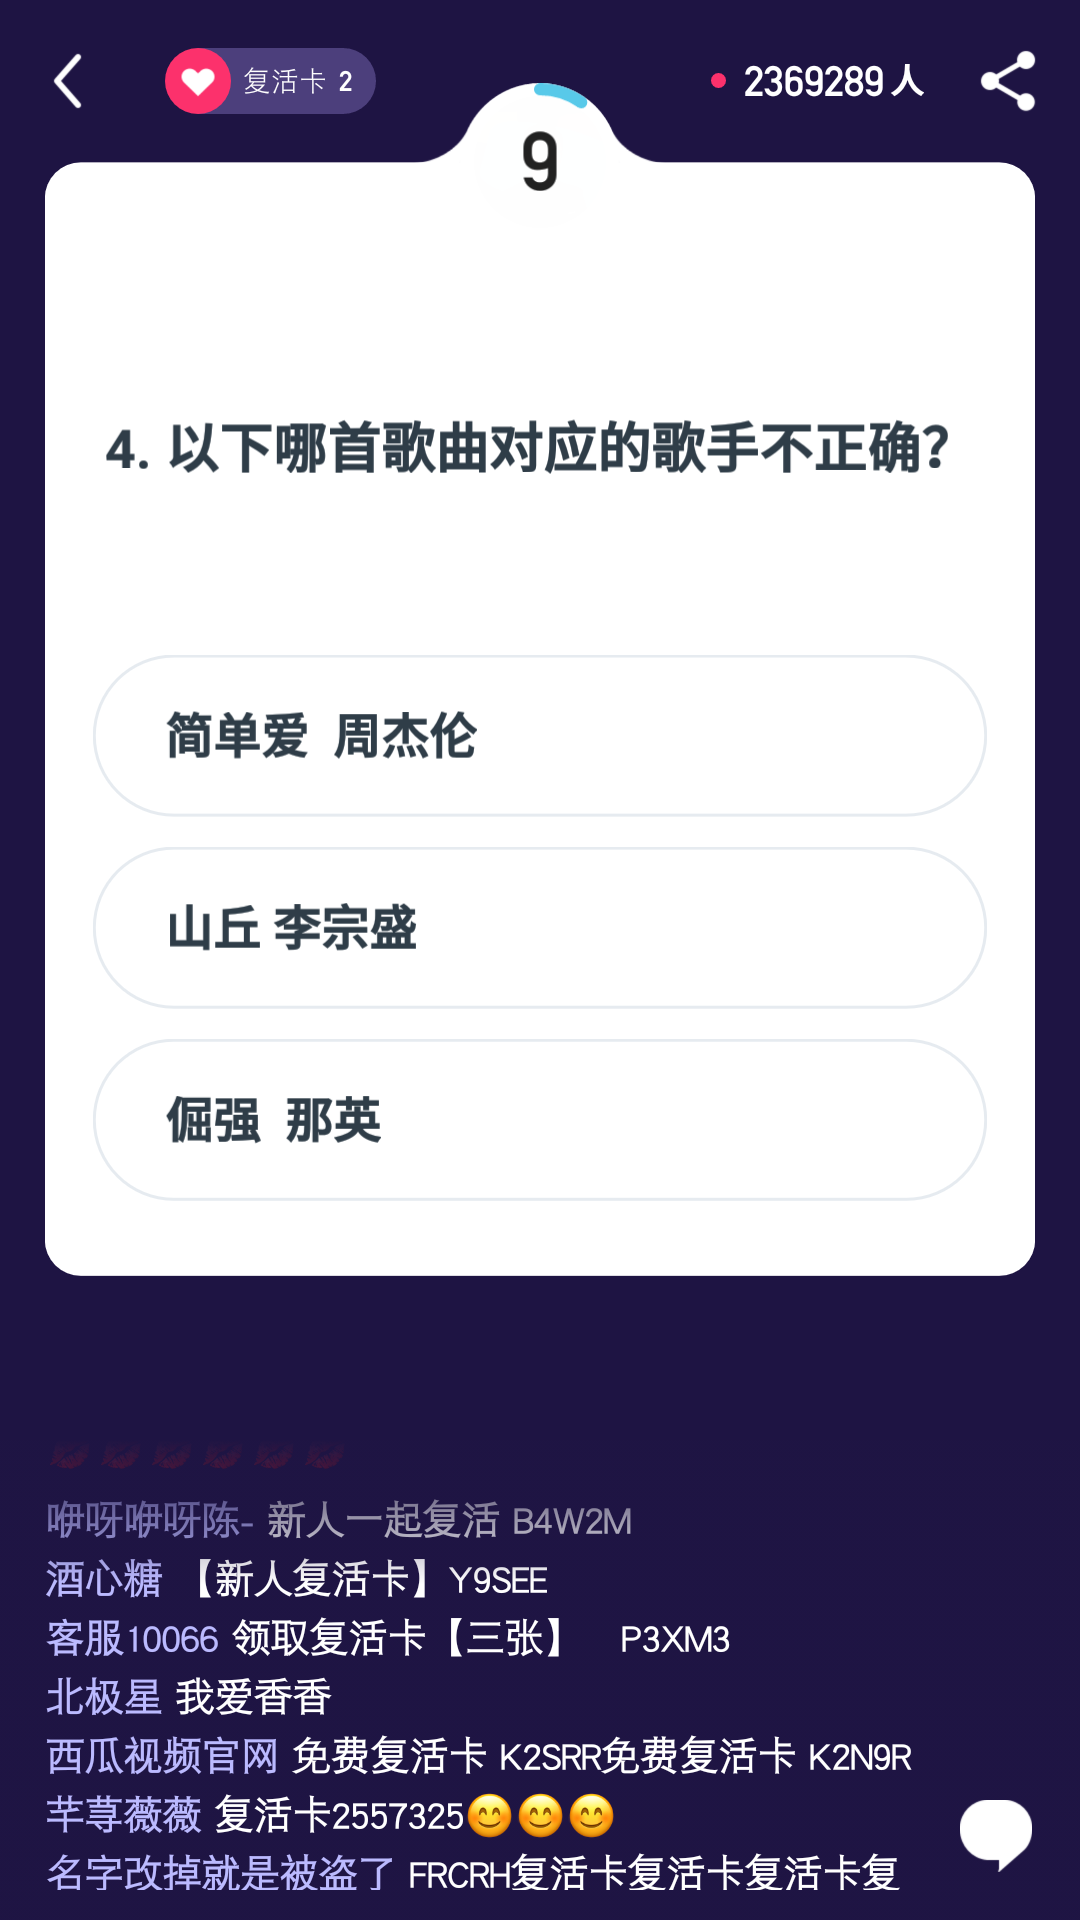 复活卡 2
2369289人
9
4. 以下哪首歌曲对应的歌手不正确？
简单爱 周杰伦
山丘 李宗盛
倔强 那英
咿呀咿呀陈- 新人一起复活 B4W2M
酒心糖 【新人复活卡】Y9SEE
客服10066 领取复活卡【三张】 P3XM3
北极星 我爱香香
西瓜视频官网 免费复活卡 K2SRR免费复活卡 K2N9R
芊荨薇薇 复活卡2557325😊😊😊
名字改掉就是被盗了 FRCRH复活卡复活卡复活卡复